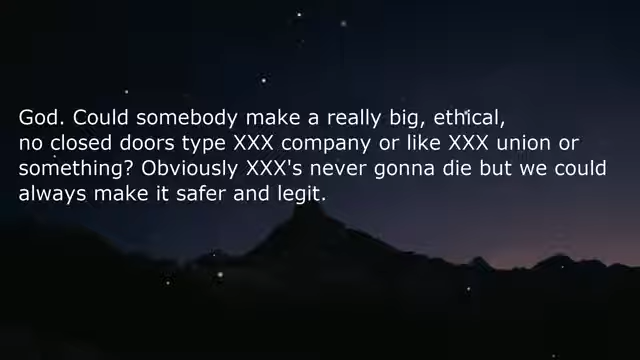 God. Could somebody make a really big, ethical,
no closed doors type XXX company or like XXX union or
something? Obviously XXX's never gonna die but we could
always make it safer and legit.